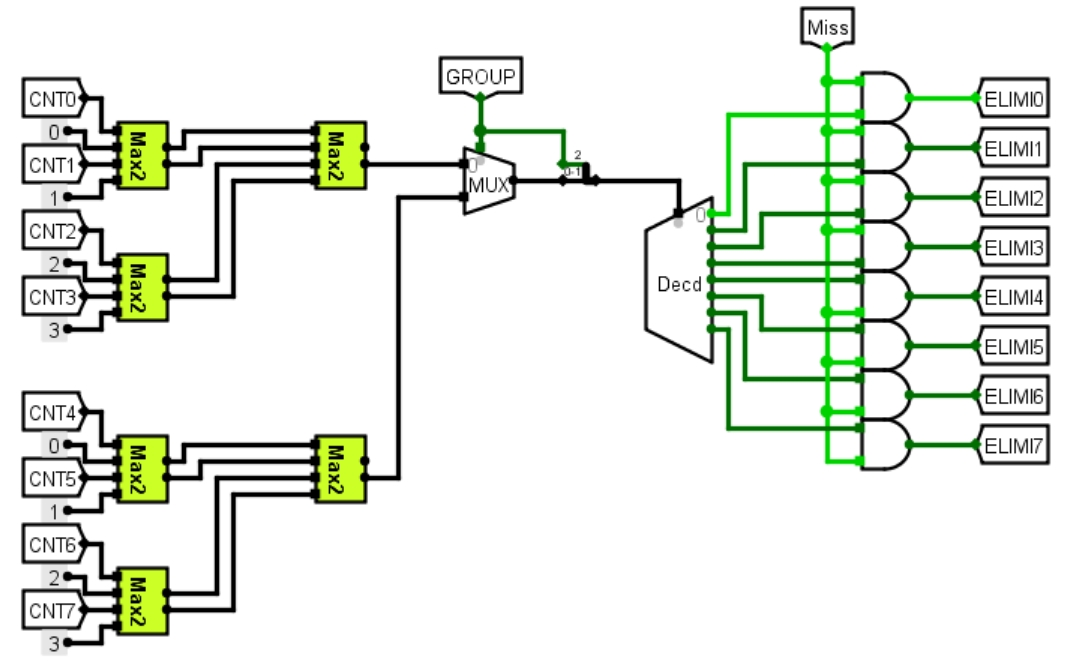 Miss
GROUP
CNT0
0
CNT1
1
Max2
Max2
CNT2
2
CNT3
3
Max2
0
MUX
2
0-1
0
Decd
ELIMI0
ELIMI1
ELIMI2
ELIMI3
ELIMI4
ELIMI5
ELIMI6
ELIMI7
CNT4
0
CNT5
1
Max2
Max2
CNT6
2
CNT7
3
Max2